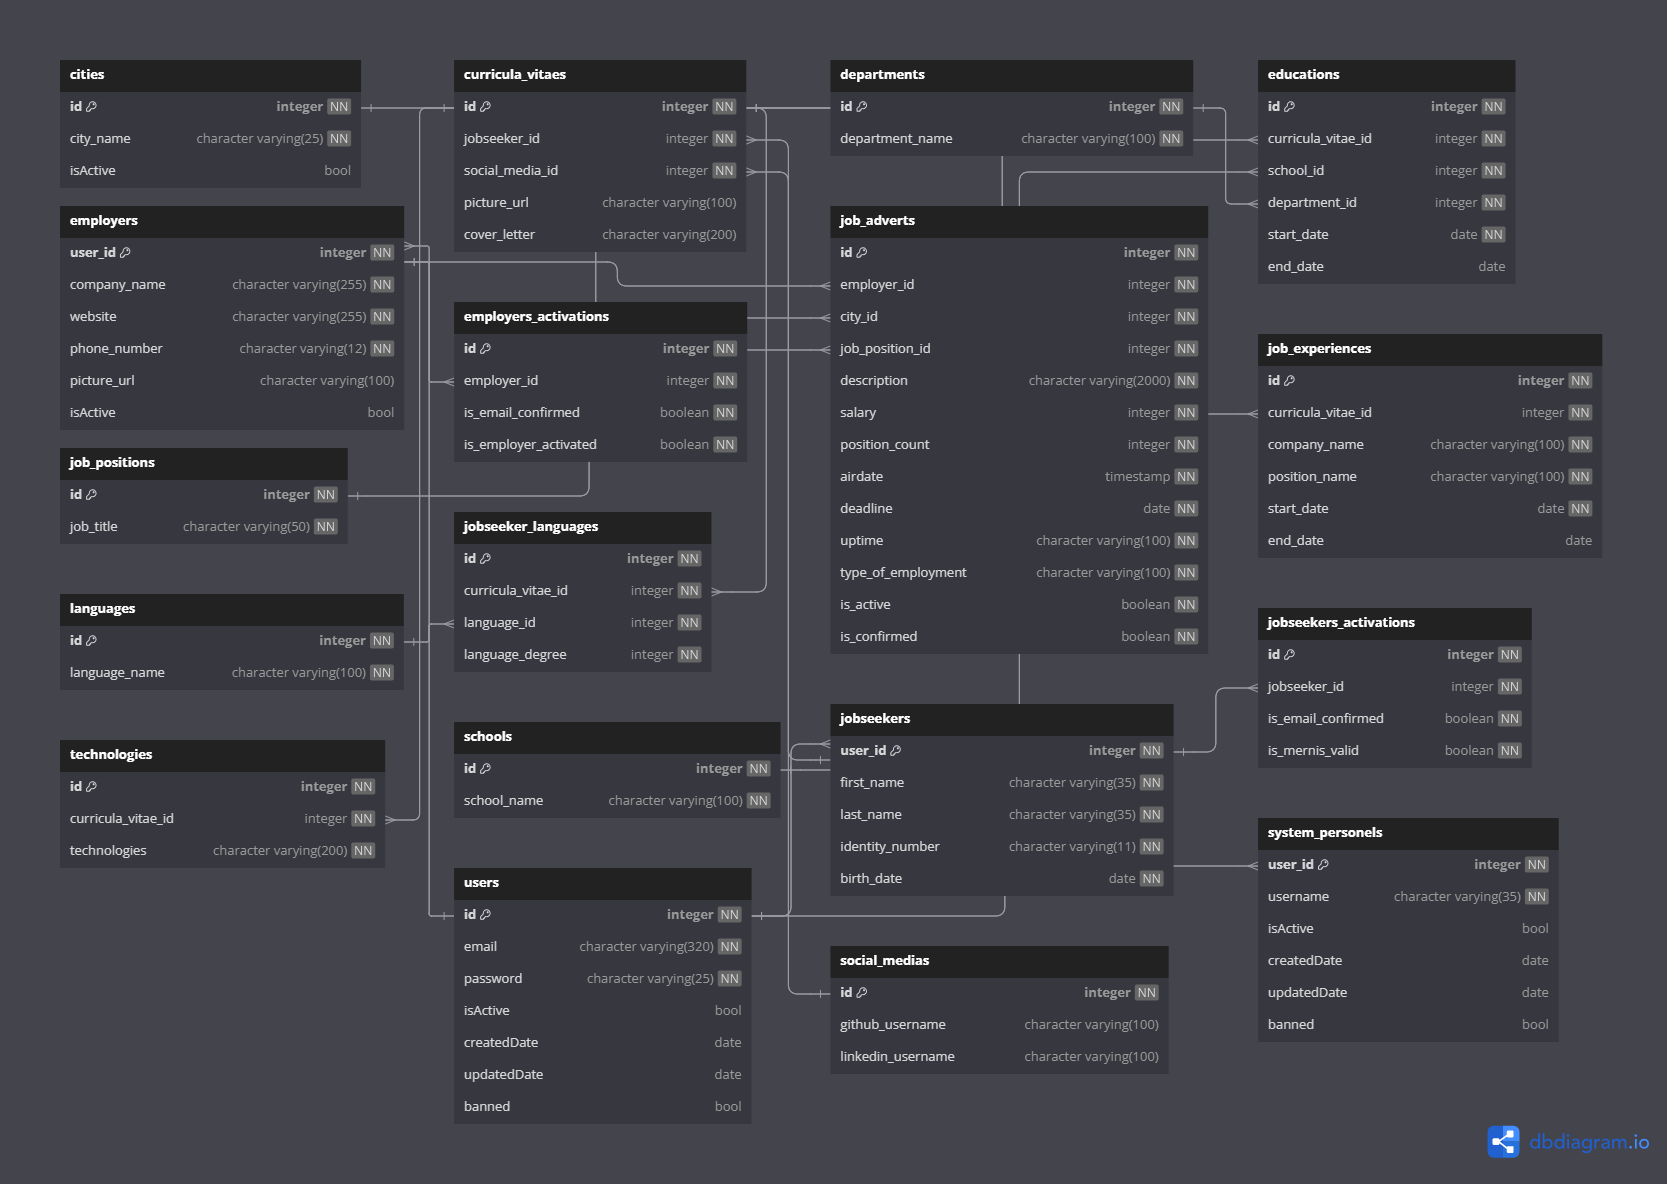 cities
id integer NN
city_name character varying(25) NN
isActive bool
employers
user_id integer NN
company_name character varying(255) NN
website character varying(255) NN
phone_number character varying(12) NN
picture_url character varying(100)
isActive bool
job_positions
id integer NN
job_title character varying(50) NN
languages
id integer NN
language_name character varying(100) NN
technologies
id integer NN
curricula_vitae_id integer NN
technologies character varying(200) NN
curricula_vitaes
id integer NN
jobseeker_id integer NN
social_media_id integer NN
picture_url character varying(100)
cover_letter character varying(200)
employers_activations
id integer NN
employer_id integer NN
is_email_confirmed boolean NN
is_employer_activated boolean NN
jobseeker_languages
id integer NN
curricula_vitae_id integer NN
language_id integer NN
language_degree integer NN
schools
id integer NN
school_name character varying(100) NN
users
id integer NN
email character varying(320) NN
password character varying(25) NN
isActive bool
createdDate date
updatedDate date
banned bool
departments
id integer NN
department_name character varying(100) NN
job_adverts
id integer NN
employer_id integer NN
city_id integer NN
job_position_id integer NN
description character varying(2000) NN
salary integer NN
position_count integer NN
airdate timestamp NN
deadline date NN
uptime character varying(100) NN
type_of_employment character varying(100) NN
is_active boolean NN
is_confirmed boolean NN
jobseekers
user_id integer NN
first_name character varying(35) NN
last_name character varying(35) NN
identity_number character varying(11) NN
birth_date date NN
social_medias
id integer NN
github_username character varying(100)
linkedin_username character varying(100)
educations
id integer NN
curricula_vitae_id integer NN
school_id integer NN
department_id integer NN
start_date date NN
end_date date
job_experiences
id integer NN
curricula_vitae_id integer NN
company_name character varying(100) NN
position_name character varying(100) NN
start_date date NN
end_date date
jobseekers_activations
id integer NN
jobseeker_id integer NN
is_email_confirmed boolean NN
is_mernis_valid boolean NN
system_personels
user_id integer NN
username character varying(35) NN
isActive bool
createdDate date
updatedDate date
banned bool
dbdiagram.io